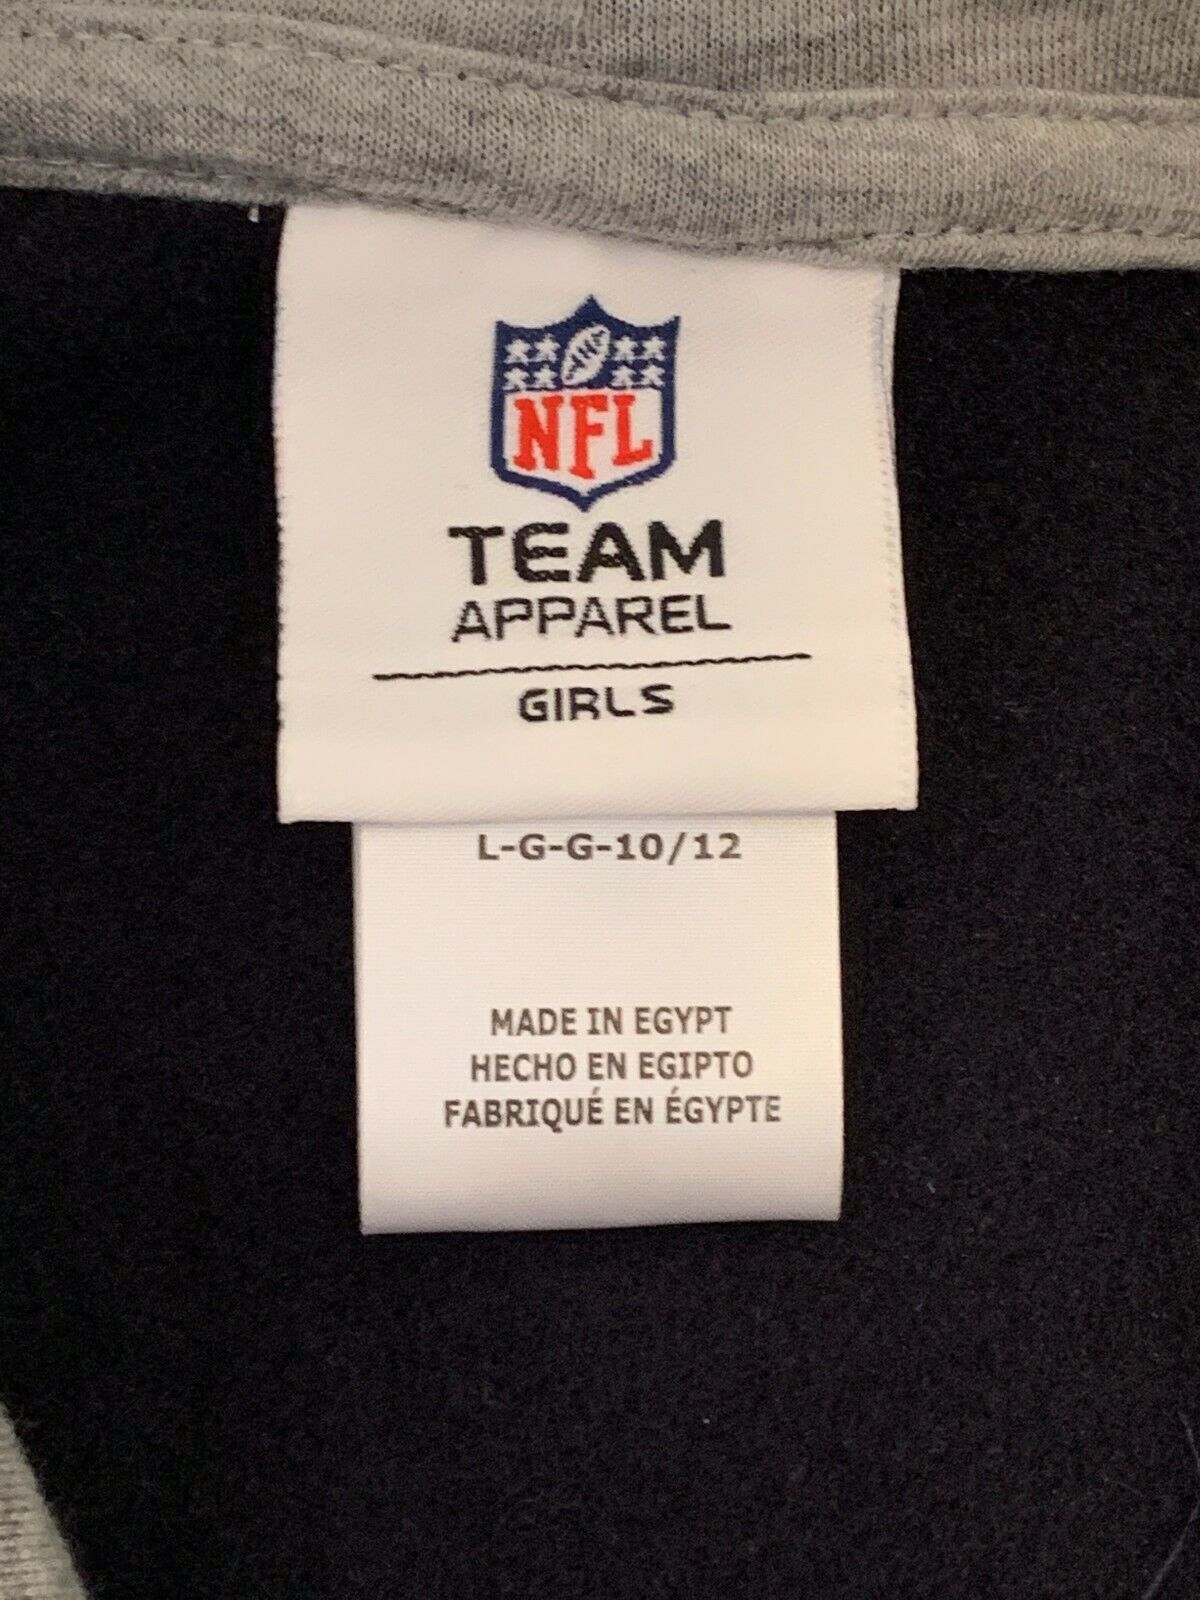 NFL
TEAM
APPAREL
GIRLS
L-G-G-10/12
MADE IN EGYPT
HECHO EN EGIPTO
FABRIQUÉ EN ÉGYPTE